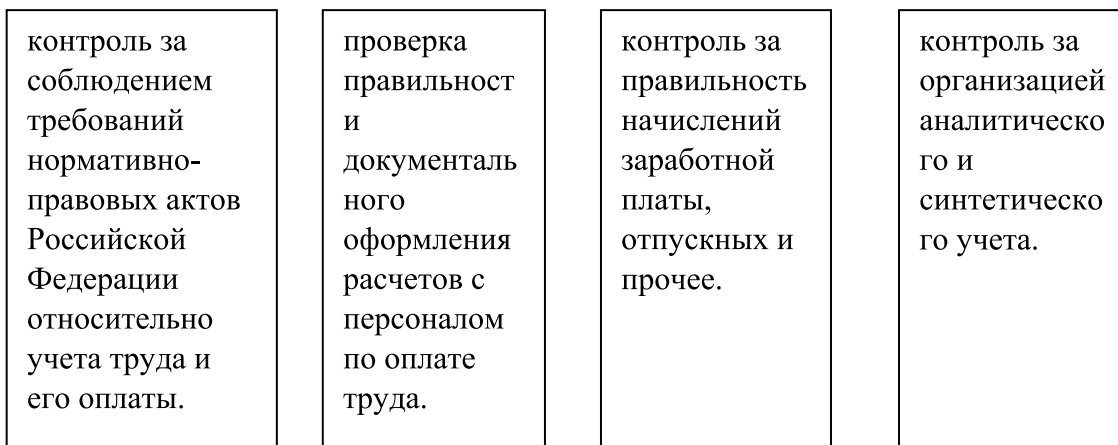 контроль за
соблюдением
требований
нормативно-
правовых актов
Российской
Федерации
относительно
учета труда и
его оплаты.
проверка
правильност
и
документаль
ного
оформления
расчетов с
персоналом
по оплате
труда.
контроль за
правильность
начислений
заработной
платы,
отпускных и
прочее.
контроль за
организацией
аналитическо
го и
синтетическо
го учета.